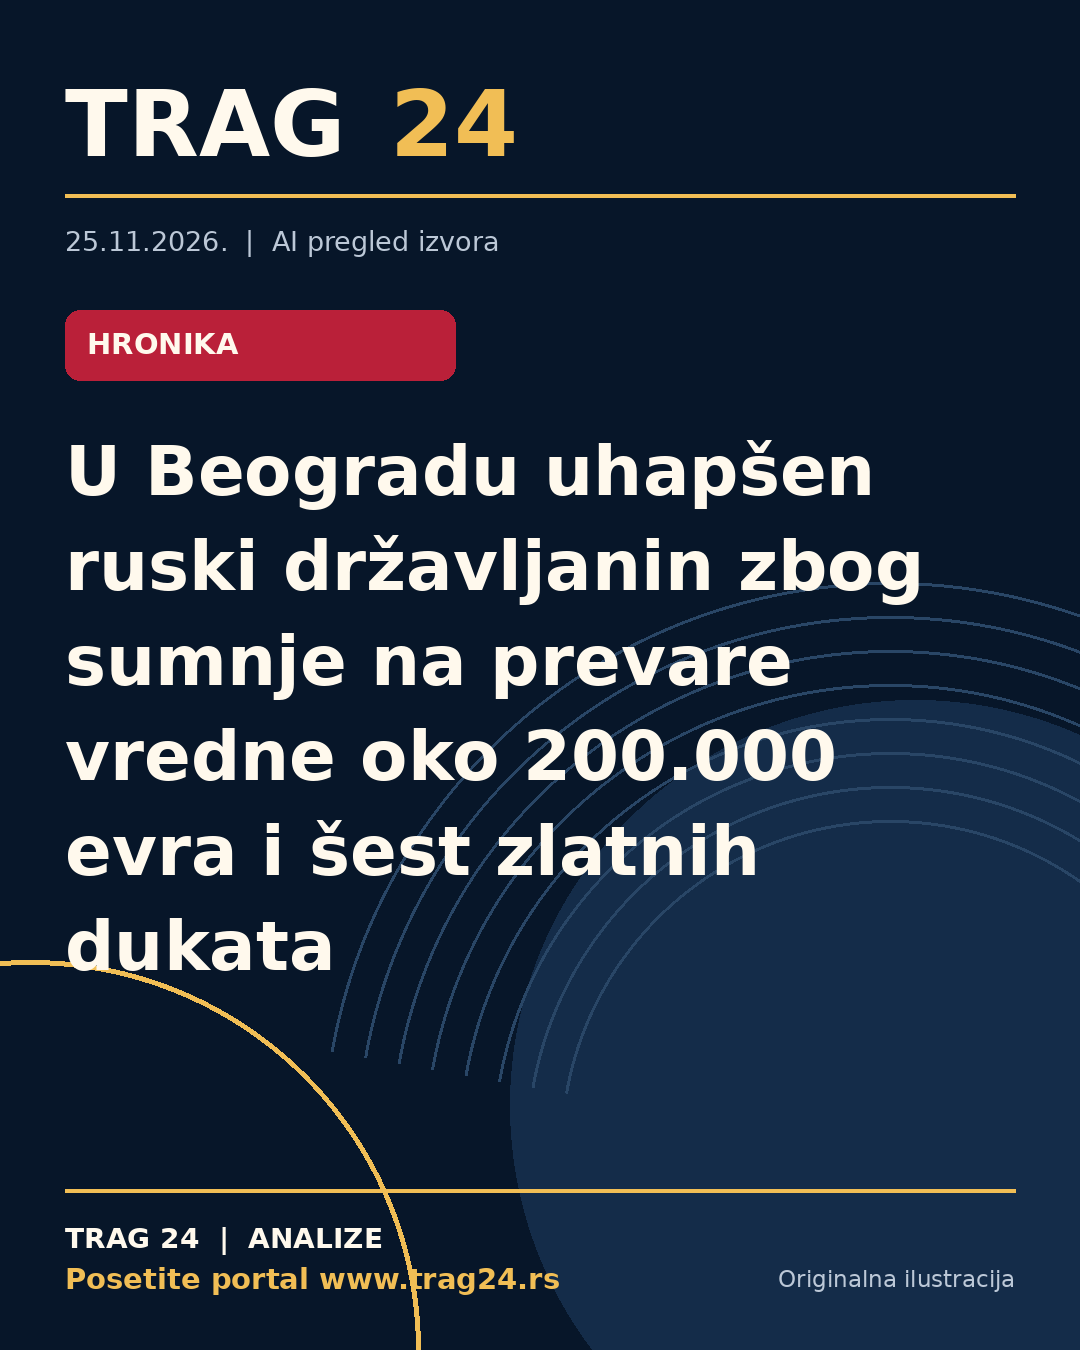 TRAG 24
25.11.2026. | AI pregled izvora
HRONIKA
U Beogradu uhapšen
ruski državljanin zbog
sumnje na prevare
vredne oko 200.000
evra i šest zlatnih
dukata
TRAG 24 | ANALIZE
Posetite portal www.trag24.rs
Originalna ilustracija